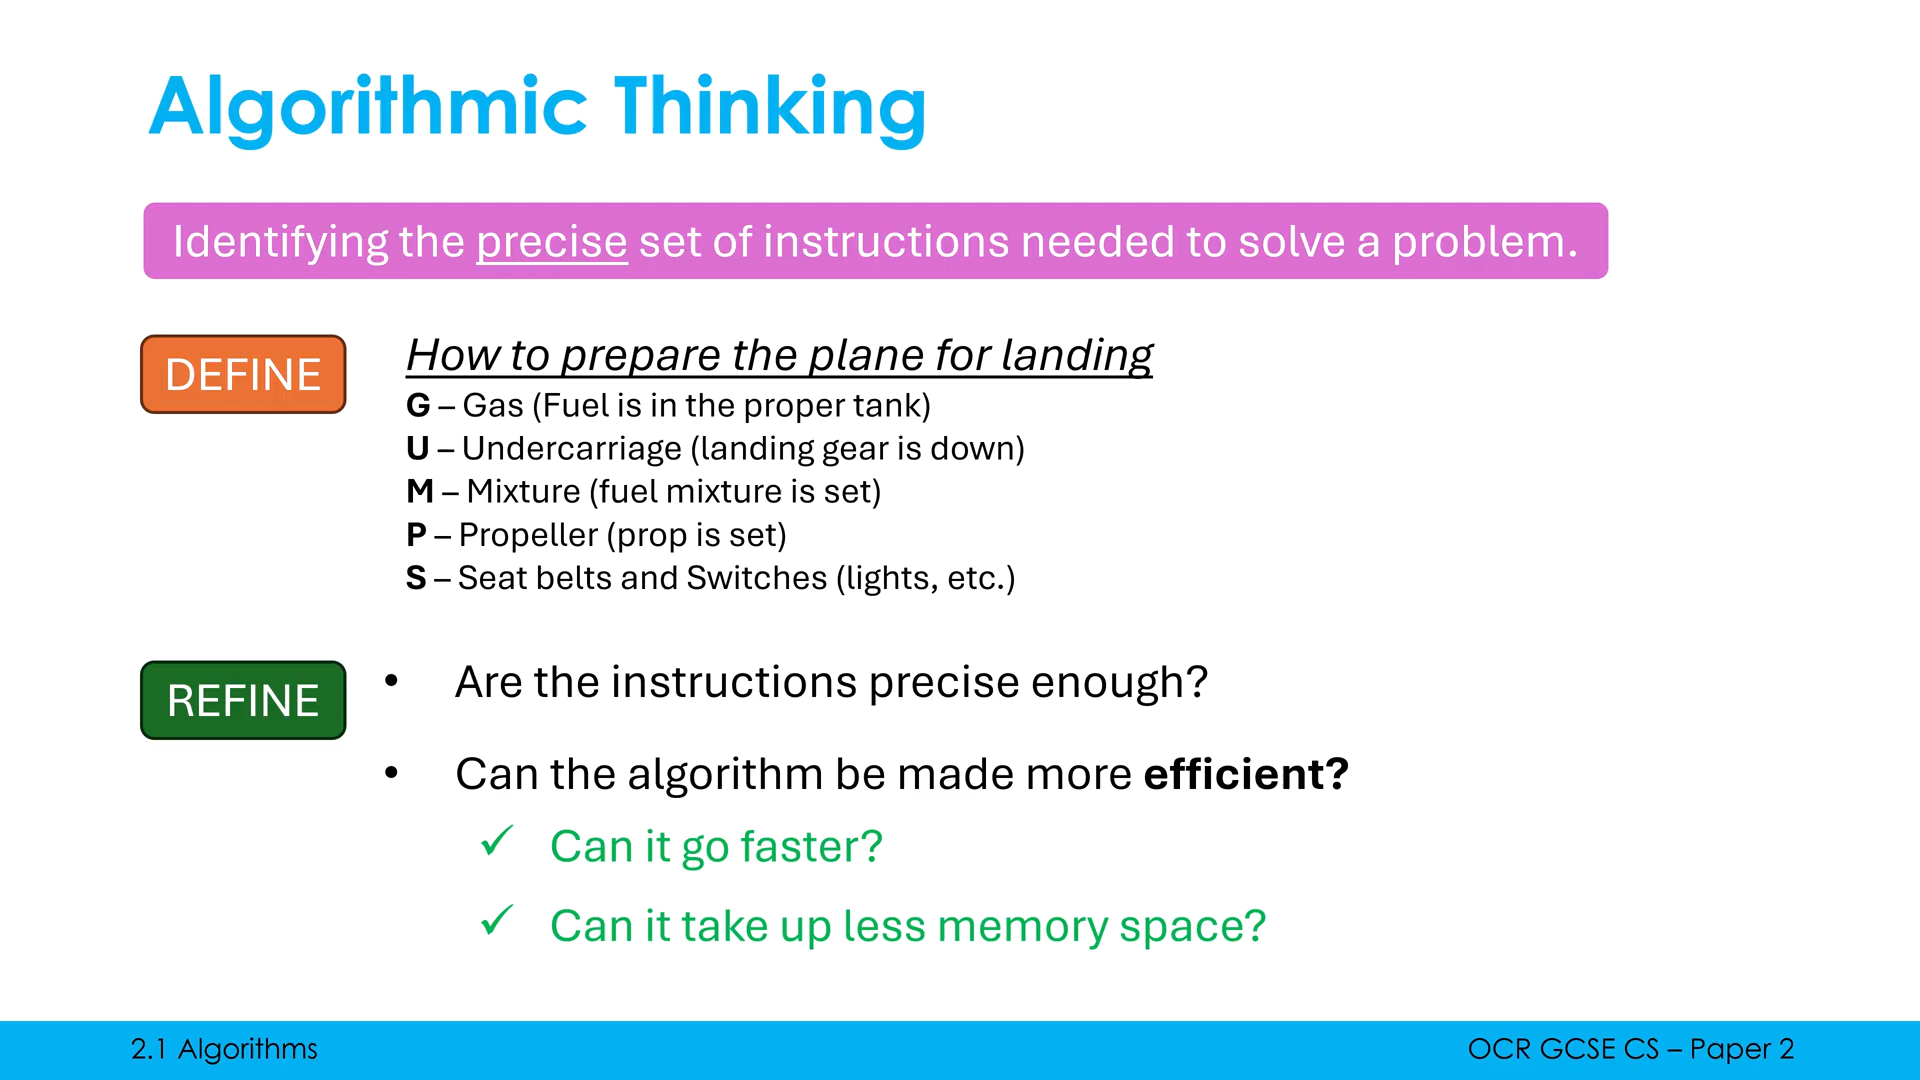 Algorithmic Thinking
Identifying the precise set of instructions needed to solve a problem.
DEFINE
How to prepare the plane for landing
G – Gas (Fuel is in the proper tank)
U – Undercarriage (landing gear is down)
M – Mixture (fuel mixture is set)
P – Propeller (prop is set)
S – Seat belts and Switches (lights, etc.)
REFINE
• Are the instructions precise enough?
• Can the algorithm be made more efficient?
✓ Can it go faster?
✓ Can it take up less memory space?
2.1 Algorithms
OCR GCSE CS – Paper 2